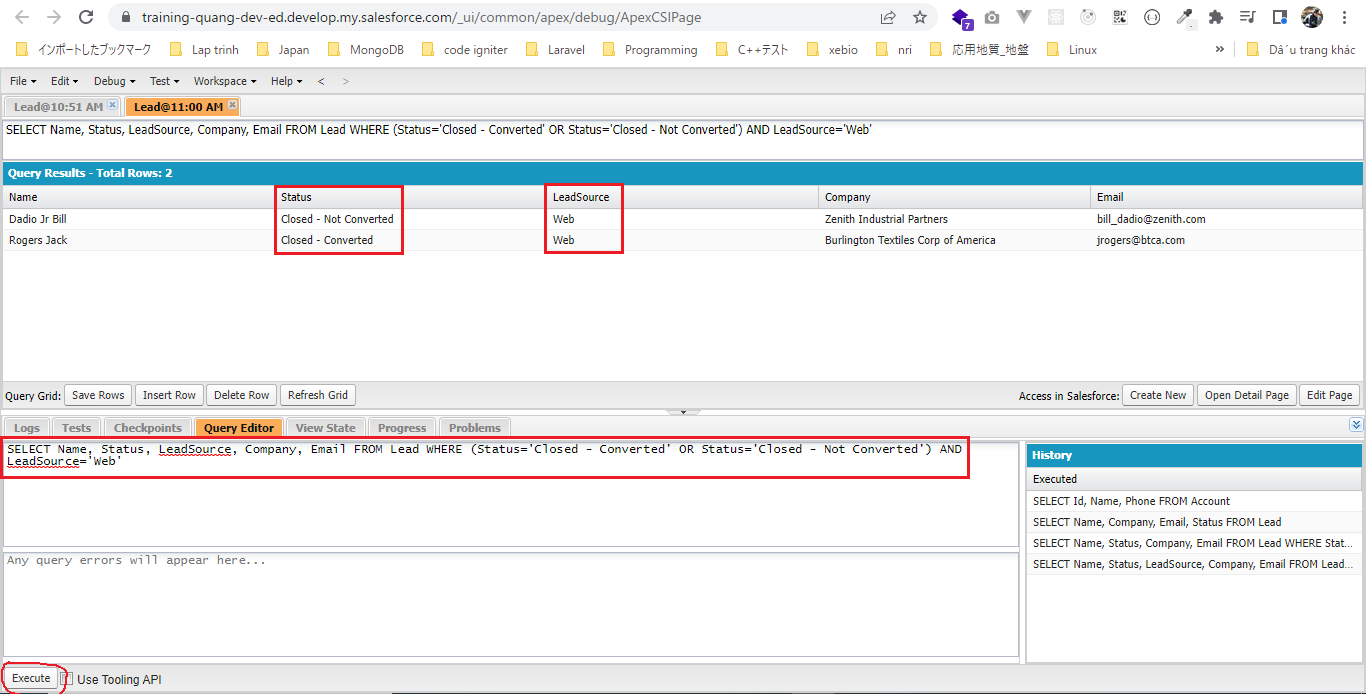 training-quang-dev-ed.develop.my.salesforce.com/_ui/common/apex/debug/ApexCSIPage
7
インポートしたブックマーク Lap trinh Japan MongoDB code igniter Laravel Programming C++テスト xebio nri 応用地質_地盤 Linux » Dấu trang khác
File Edit Debug Test Workspace Help < >
Lead@10:51 AM Lead@11:00 AM
SELECT Name, Status, LeadSource, Company, Email FROM Lead WHERE (Status='Closed - Converted' OR Status='Closed - Not Converted') AND LeadSource='Web'
Query Results - Total Rows: 2
Name Status LeadSource Company Email
Dadio Jr Bill Closed - Not Converted Web Zenith Industrial Partners bill_dadio@zenith.com
Rogers Jack Closed - Converted Web Burlington Textiles Corp of America jrogers@btca.com
Query Grid: Save Rows Insert Row Delete Row Refresh Grid Access in Salesforce: Create New Open Detail Page Edit Page
Logs Tests Checkpoints Query Editor View State Progress Problems
SELECT Name, Status, LeadSource, Company, Email FROM Lead WHERE (Status='Closed - Converted' OR Status='Closed - Not Converted') AND
LeadSource='Web'
Any query errors will appear here...
History
Executed
SELECT Id, Name, Phone FROM Account
SELECT Name, Company, Email, Status FROM Lead
SELECT Name, Status, Company, Email FROM Lead WHERE Stat...
SELECT Name, Status, LeadSource, Company, Email FROM Lead...
Execute Use Tooling API